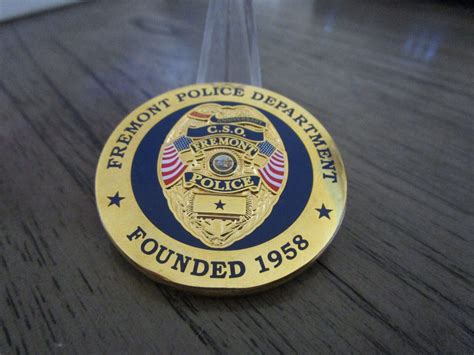 FREMONT POLICE DEPARTMENT
C.S.O.
FREMONT
POLICE
FOUNDED 1958